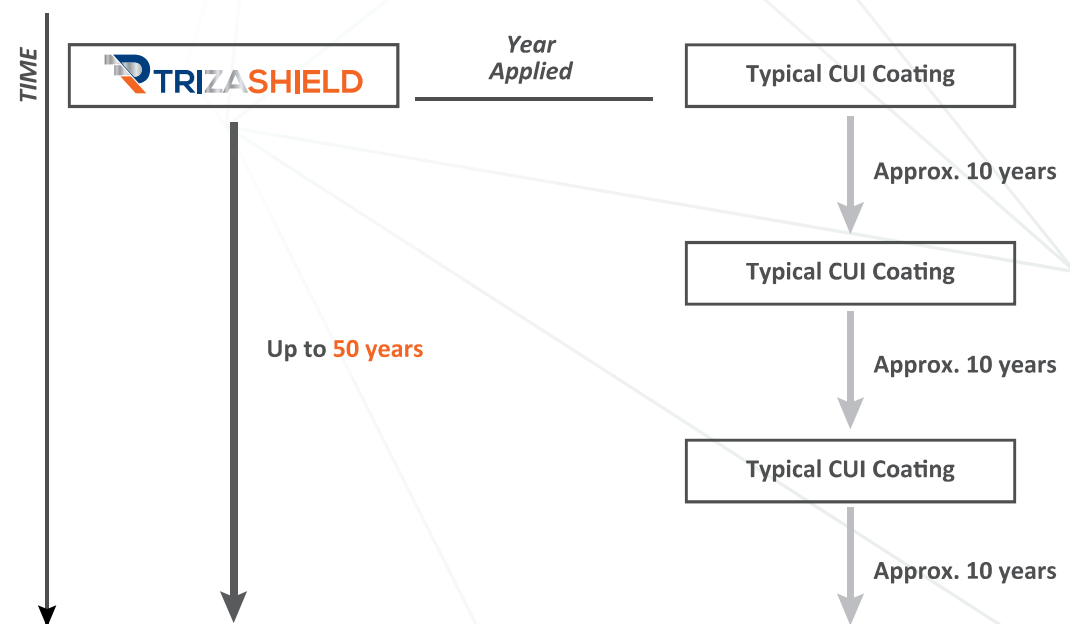 TIME
TRIZASHIELD
Year
Applied
Typical CUI Coating
Approx. 10 years
Typical CUI Coating
Up to 50 years
Approx. 10 years
Typical CUI Coating
Approx. 10 years